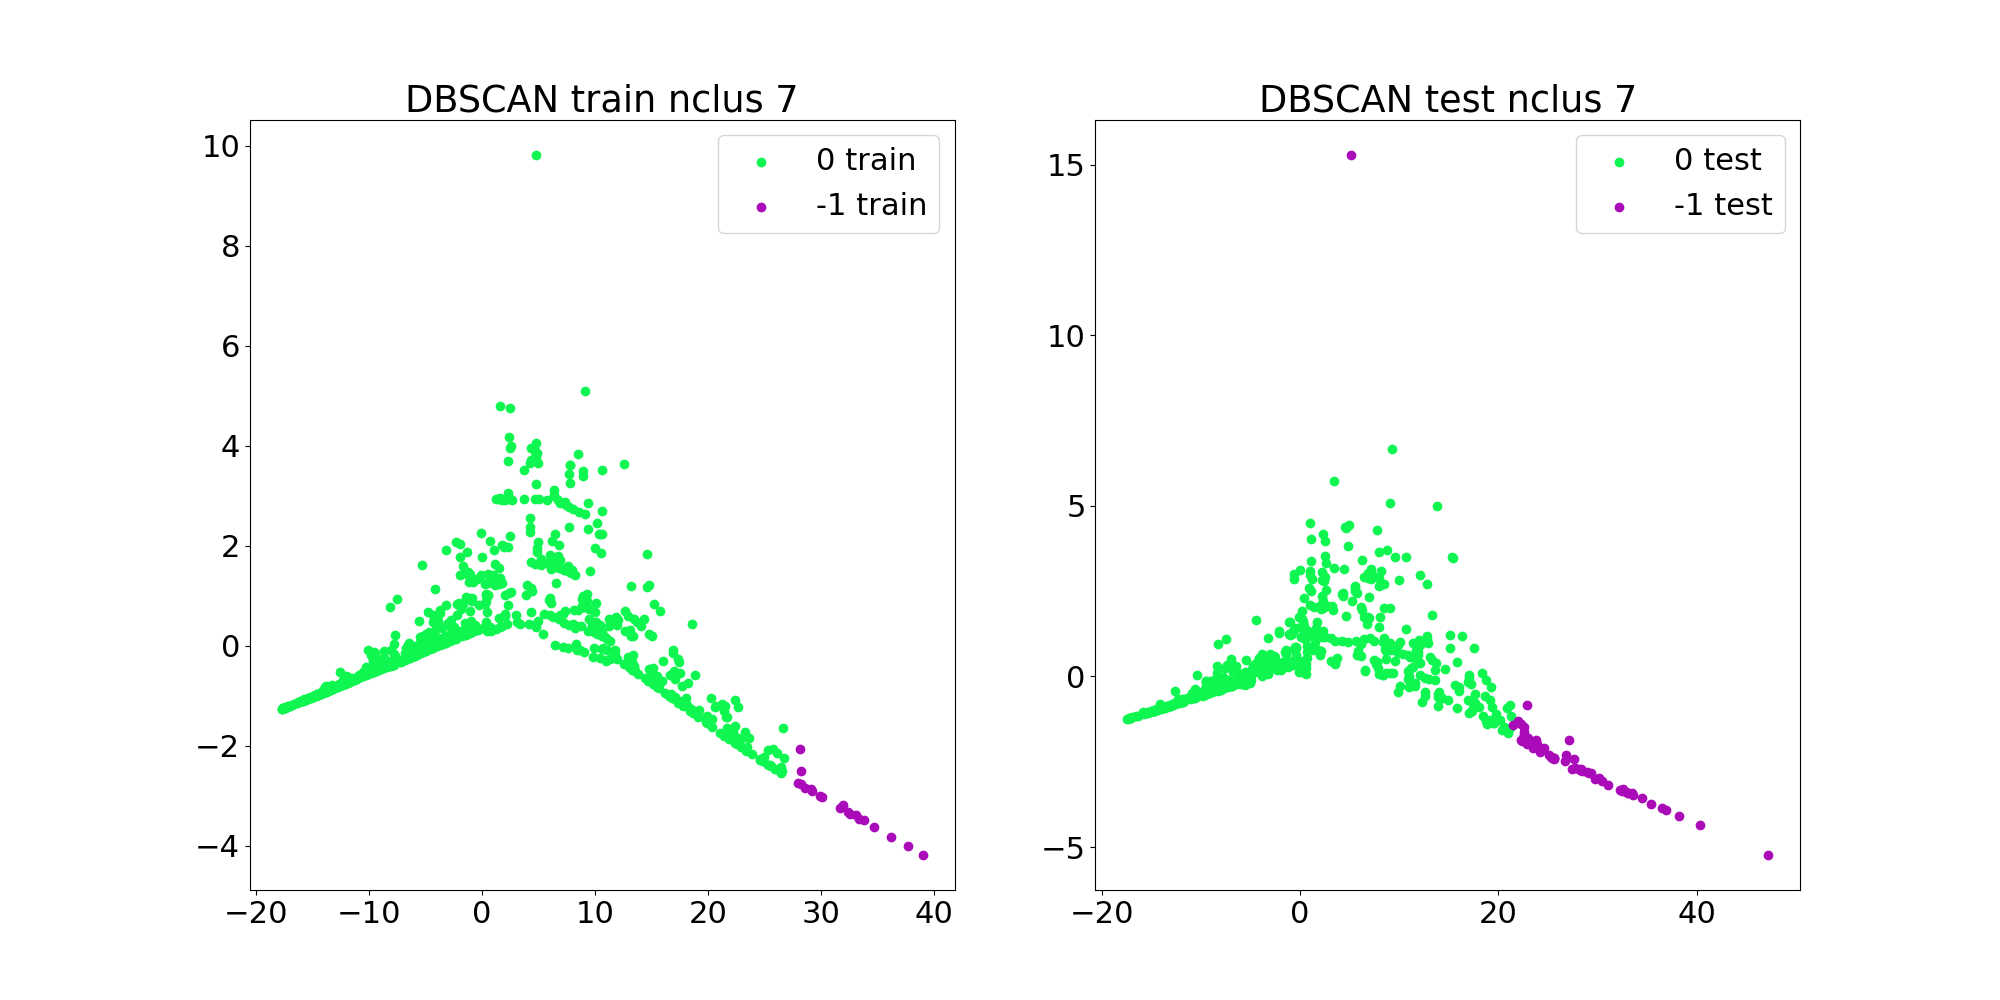 DBSCAN train nclus 7
10
8
6
4
2
0
−2
−4
−20 −10 0 10 20 30 40
0 train
-1 train
DBSCAN test nclus 7
15
10
5
0
−5
−20 0 20 40
0 test
-1 test